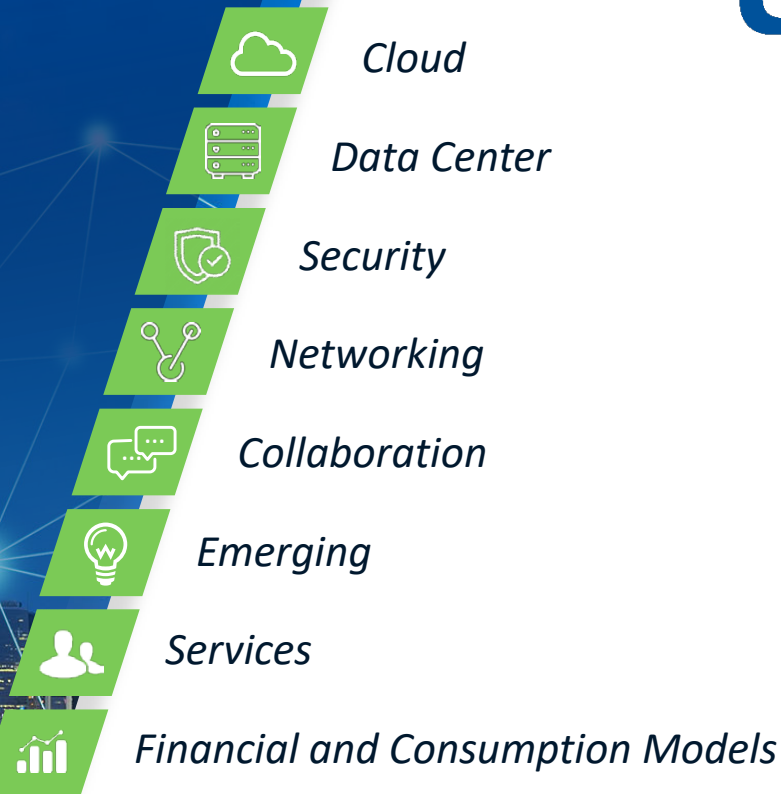 Cloud
Data Center
Security
Networking
Collaboration
Emerging
Services
Financial and Consumption Models